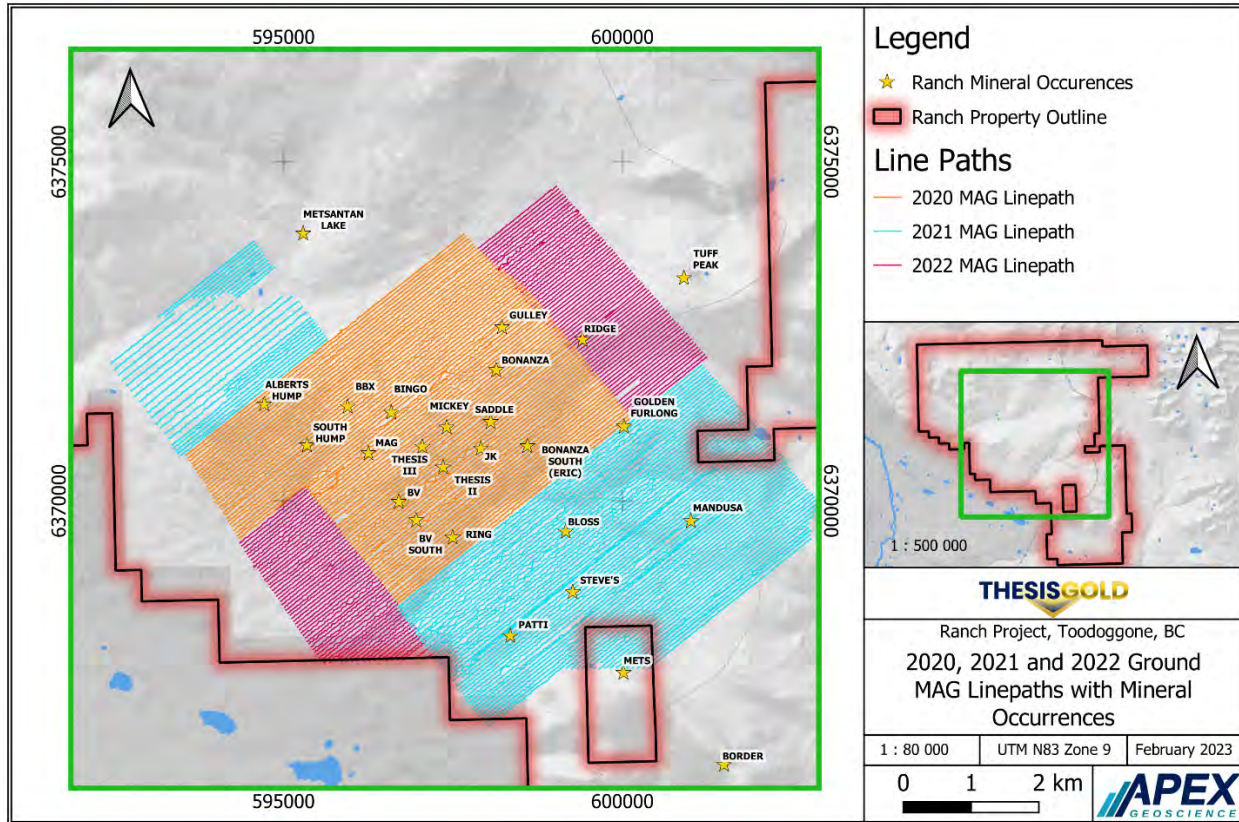 595000
600000
6375000
6375000
METSANTAN
LAKE
TUFF
PEAK
GULLEY
RIDGE
BONANZA
ALBERTS
HUMP
BBX
BINGO
MICKEY
SADDLE
GOLDEN
FURLONG
SOUTH
HUMP
MAG
THESIS
III
JK
BONANZA
SOUTH
(ERIC)
THESIS
II
6370000
6370000
BV
MANDUSA
BLOSS
BV
SOUTH
RING
STEVE'S
PATTI
METS
BORDER
595000
600000
Legend
Ranch Mineral Occurences
Ranch Property Outline
Line Paths
2020 MAG Linepath
2021 MAG Linepath
2022 MAG Linepath
1 : 500 000
THESISGOLD
Ranch Project, Toodoggone, BC
2020, 2021 and 2022 Ground
MAG Linepaths with Mineral
Occurrences
1 : 80 000
UTM N83 Zone 9
February 2023
0 1 2 km
APEX
GEOSCIENCE